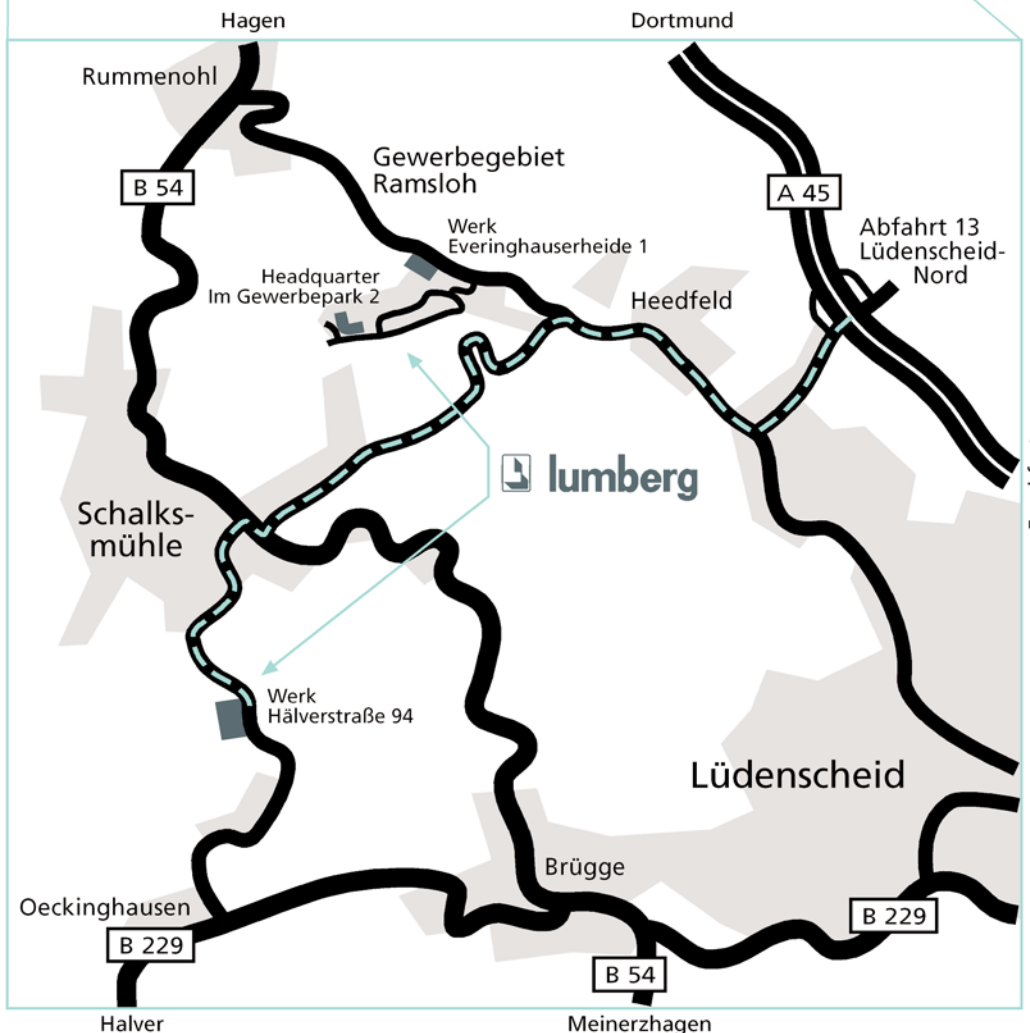 Hagen
Dortmund
Rummenohl
B 54
Gewerbegebiet
Ramsloh
A 45
Werk
Everinghauserheide 1
Abfahrt 13
Lüdenscheid-
Nord
Headquarter
Im Gewerbepark 2
Heedfeld
lumberg
Schalks-
mühle
Werk
Hälverstraße 94
Lüdenscheid
Brügge
Oeckinghausen
B 229
B 229
B 54
Halver
Meinerzhagen